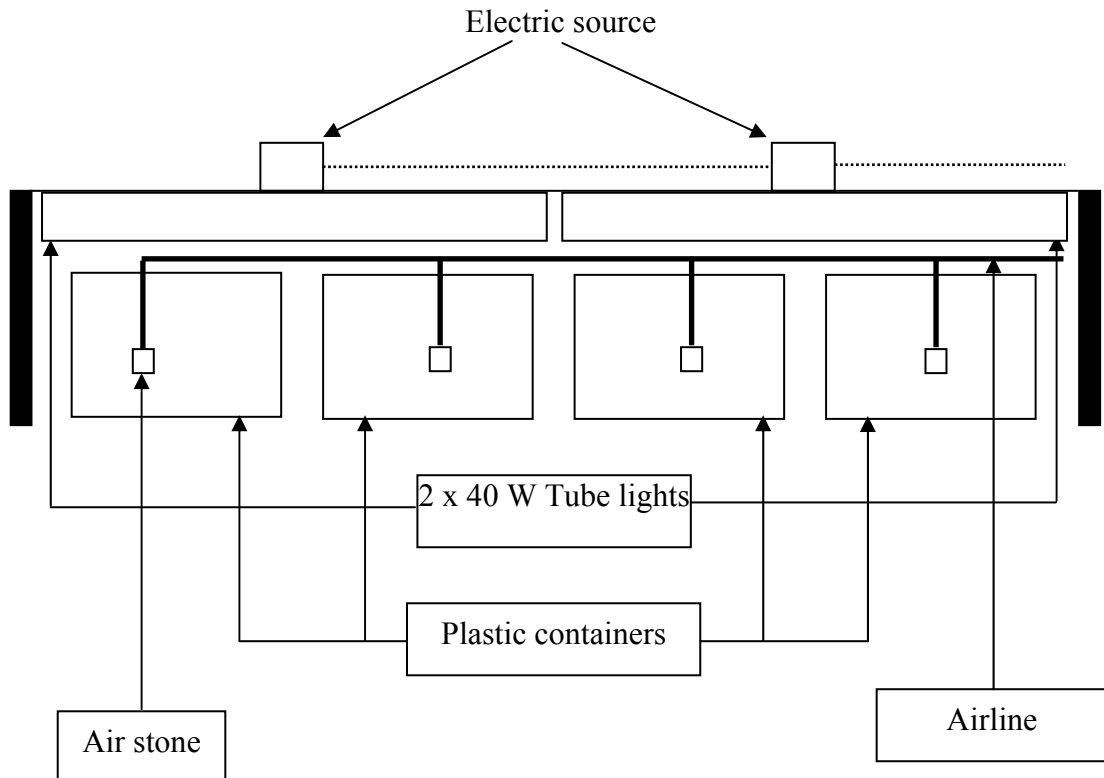 Electric source
2 x 40 W Tube lights
Plastic containers
Airline
Air stone